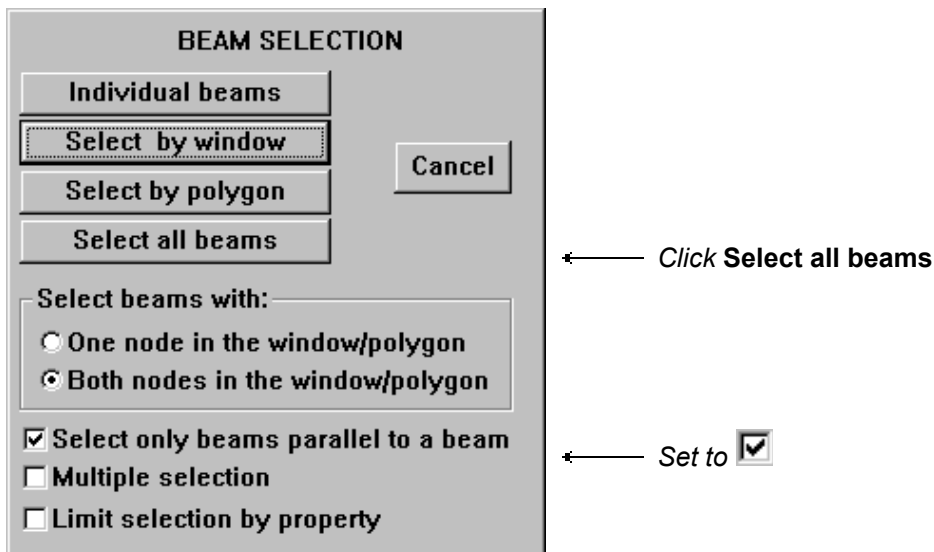 BEAM SELECTION
Individual beams
Select by window
Cancel
Select by polygon
Select all beams
Click Select all beams
Select beams with:
One node in the window/polygon
Both nodes in the window/polygon
Select only beams parallel to a beam
Set to
Multiple selection
Limit selection by property